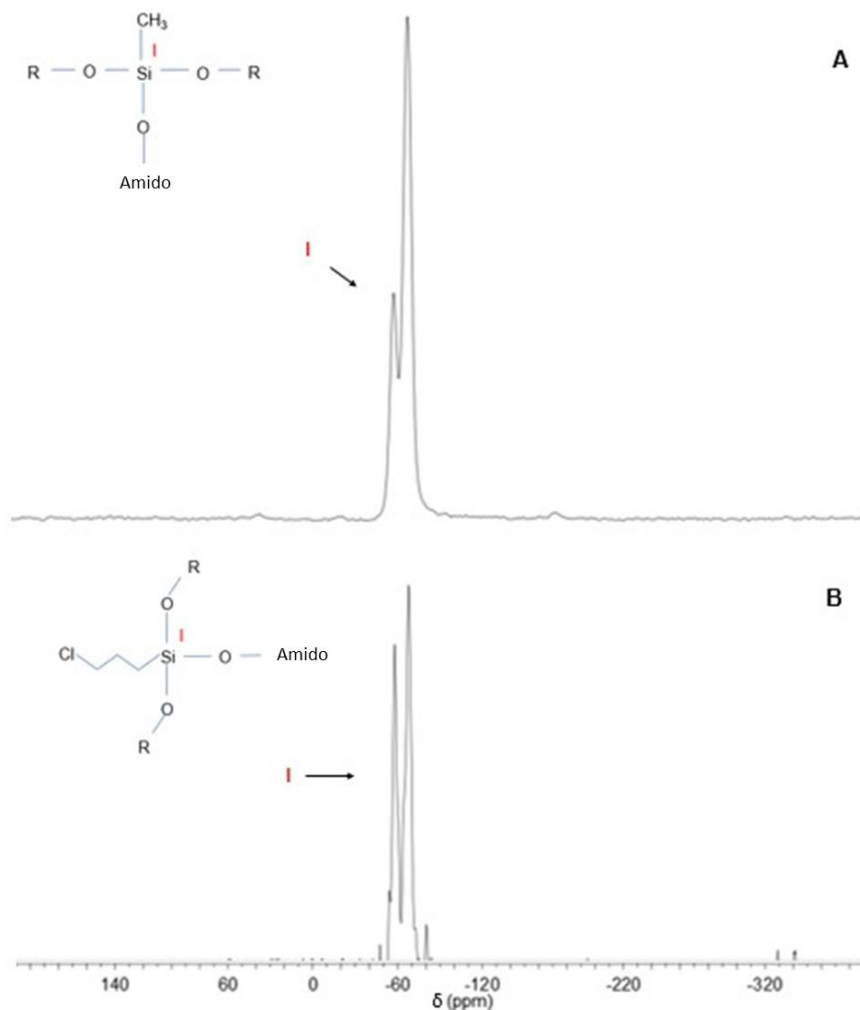 CH3
I
R O Si O R
O
Amido
A
I
R
O
I
Cl Si O Amido
O
R
B
I
140 60 0 -60 -120 -220 -320
δ (ppm)